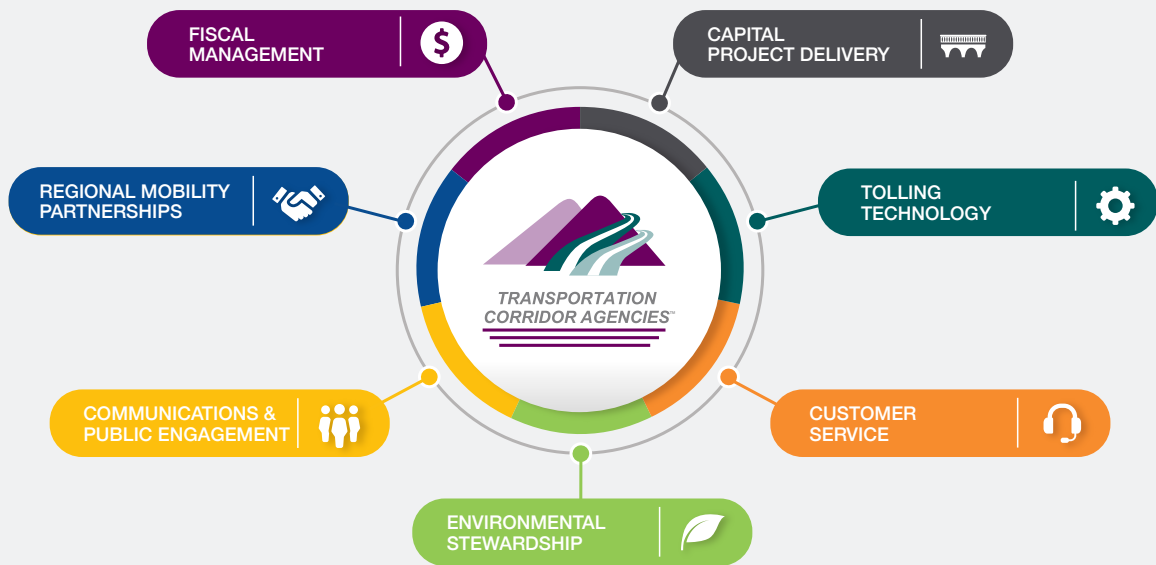 FISCAL
MANAGEMENT
$
CAPITAL
PROJECT DELIVERY
REGIONAL MOBILITY
PARTNERSHIPS
TOLLING
TECHNOLOGY
TRANSPORTATION
CORRIDOR AGENCIES™
COMMUNICATIONS &
PUBLIC ENGAGEMENT
CUSTOMER
SERVICE
ENVIRONMENTAL
STEWARDSHIP